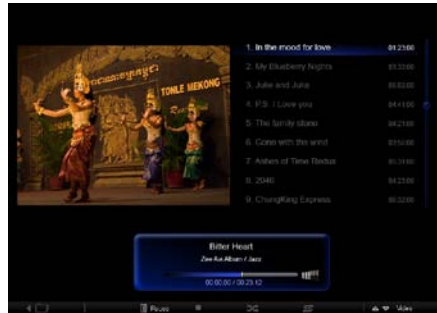 TONLE MEKONG
1. In the mood for love 01:23:00
2. My Blueberry Nights
3. Julie and Julia
4. P.S. I Love you
5. The family stone
6. Gone with the wind
7. Ashes of Time Redux
8. 2046
9. ChungKing Express
Bitter Heart
Zee Avi Album / Jazz
00:00:00 / 00:23:12
Pause
Video